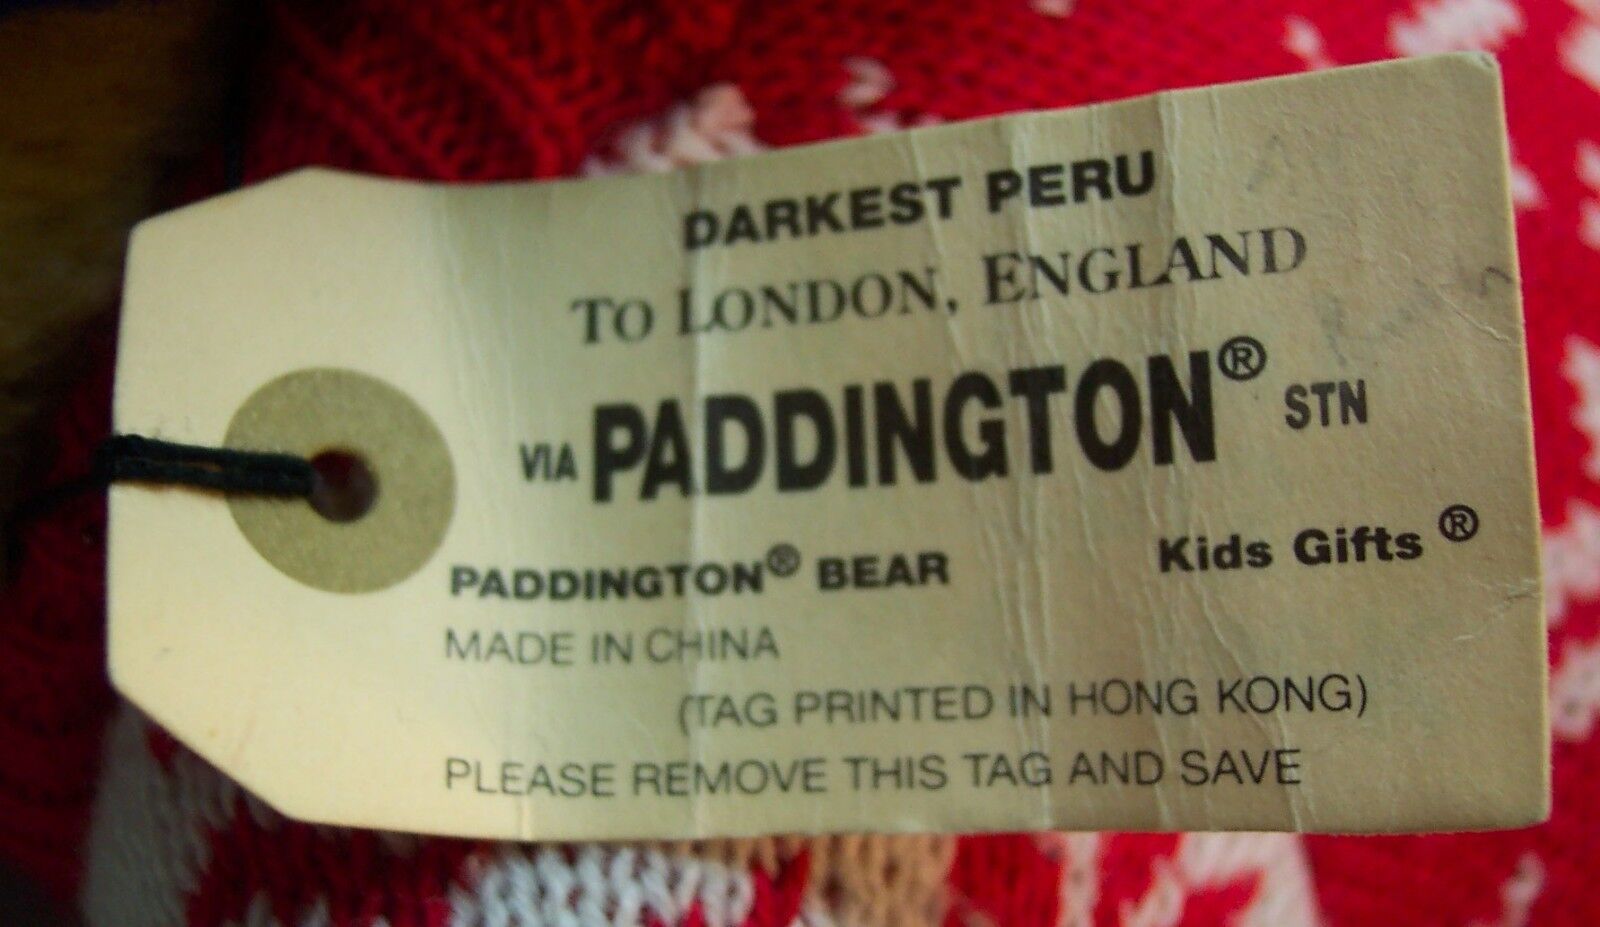 DARKEST PERU
TO LONDON, ENGLAND
VIA PADDINGTON® STN
PADDINGTON® BEAR Kids Gifts ®
MADE IN CHINA
(TAG PRINTED IN HONG KONG)
PLEASE REMOVE THIS TAG AND SAVE